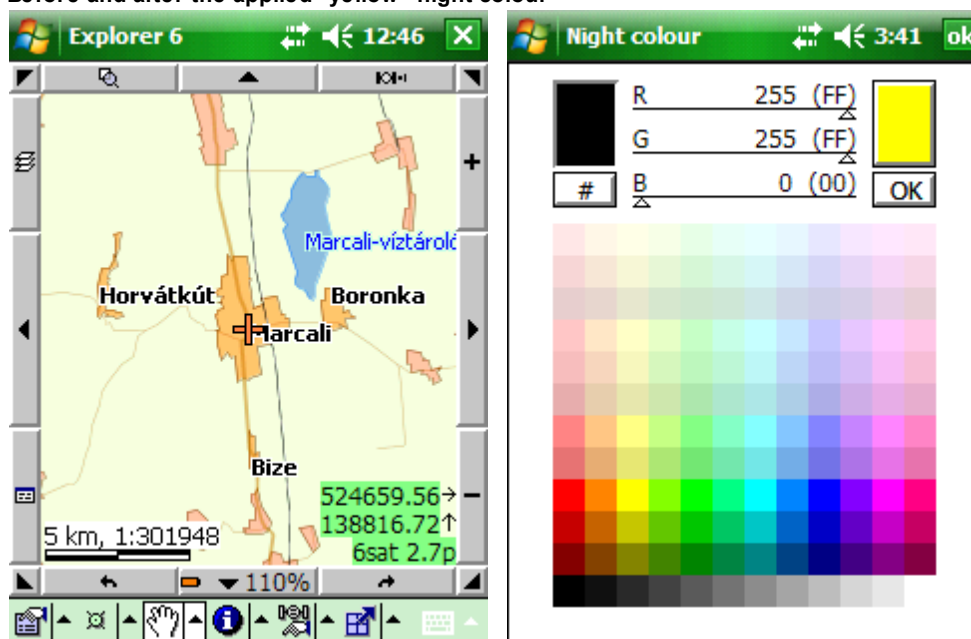 Before and after the applied "yellow" night colour
Explorer 6
12:46
Marcali-víztároló
Horvátkút
Boronka
Marcali
Bize
524659.56→
138816.72↑
6sat 2.7p
5 km, 1:301948
110%
Night colour
3:41
ok
R 255 (FF)
G 255 (FF)
B 0 (00)
#
OK